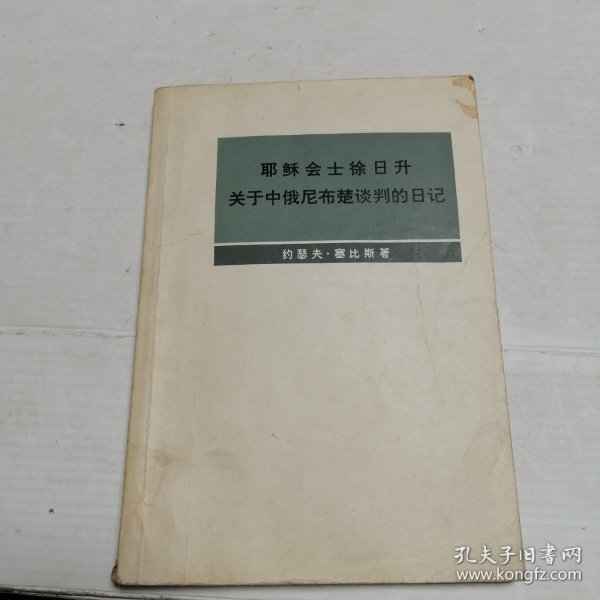 耶稣会士徐日升
关于中俄尼布楚谈判的日记
约瑟夫·塞比斯著
孔夫子旧书网
www.kongfz.com